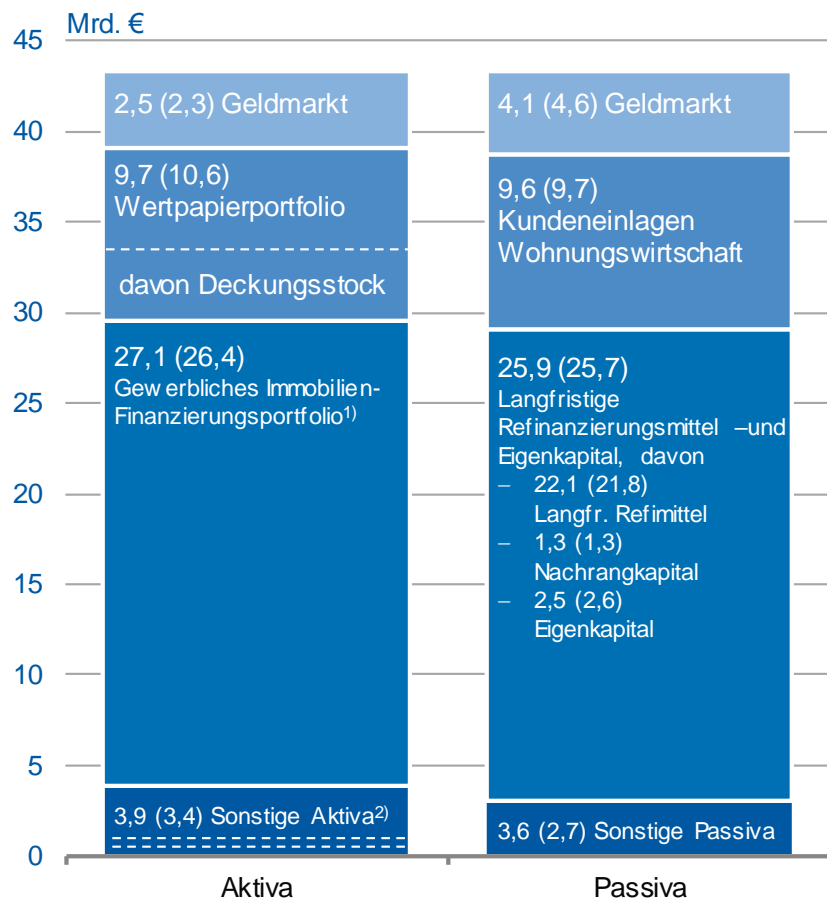 Mrd. €
45
40
35
30
25
20
15
10
5
0
2,5 (2,3) Geldmarkt
9,7 (10,6)
Wertpapierportfolio
davon Deckungsstock
27,1 (26,4)
Gewerbliches Immobilien-
Finanzierungsportfolio1)
3,9 (3,4) Sonstige Aktiva2)
4,1 (4,6) Geldmarkt
9,6 (9,7)
Kundeneinlagen
Wohnungswirtschaft
25,9 (25,7)
Langfristige
Refinanzierungsmittel –und
Eigenkapital, davon
– 22,1 (21,8)
Langfr. Refimittel
– 1,3 (1,3)
Nachrangkapital
– 2,5 (2,6)
Eigenkapital
3,6 (2,7) Sonstige Passiva
Aktiva
Passiva